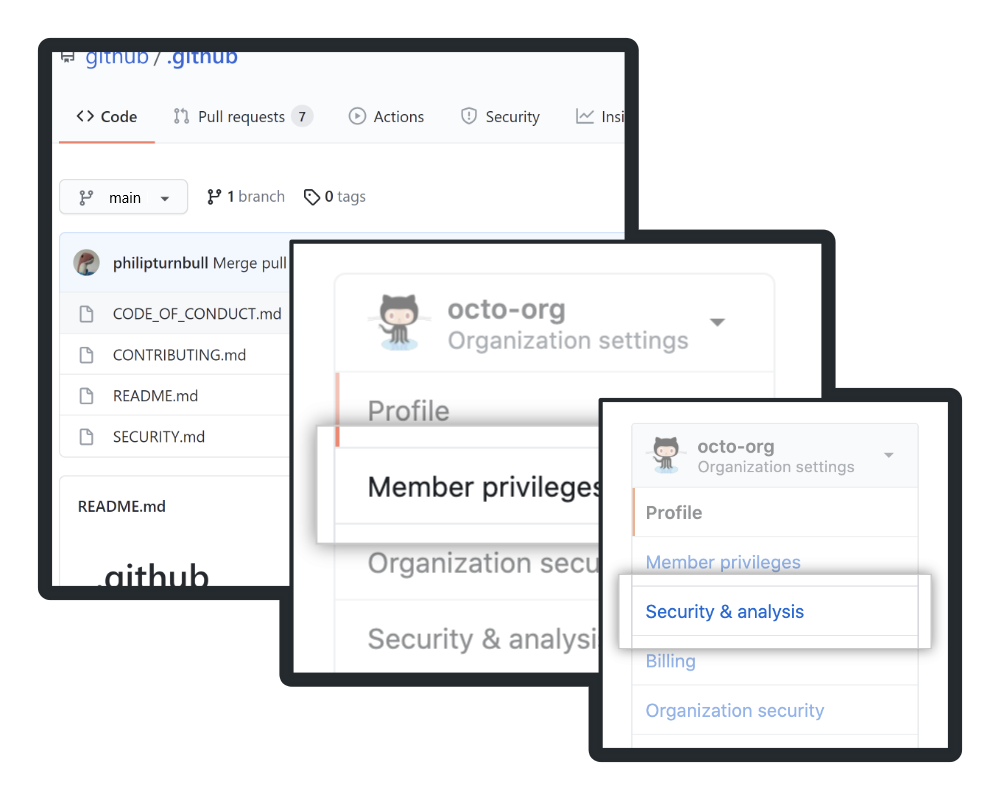 github / .github
Code
Pull requests 7
Actions
Security
main
1 branch
0 tags
philipturnbull Merge pull
CODE_OF_CONDUCT.md
CONTRIBUTING.md
README.md
SECURITY.md
README.md
.github
octo-org
Organization settings
Profile
Member privileges
Organization secu
Security & analysi
octo-org
Organization settings
Profile
Member privileges
Security & analysis
Billing
Organization security